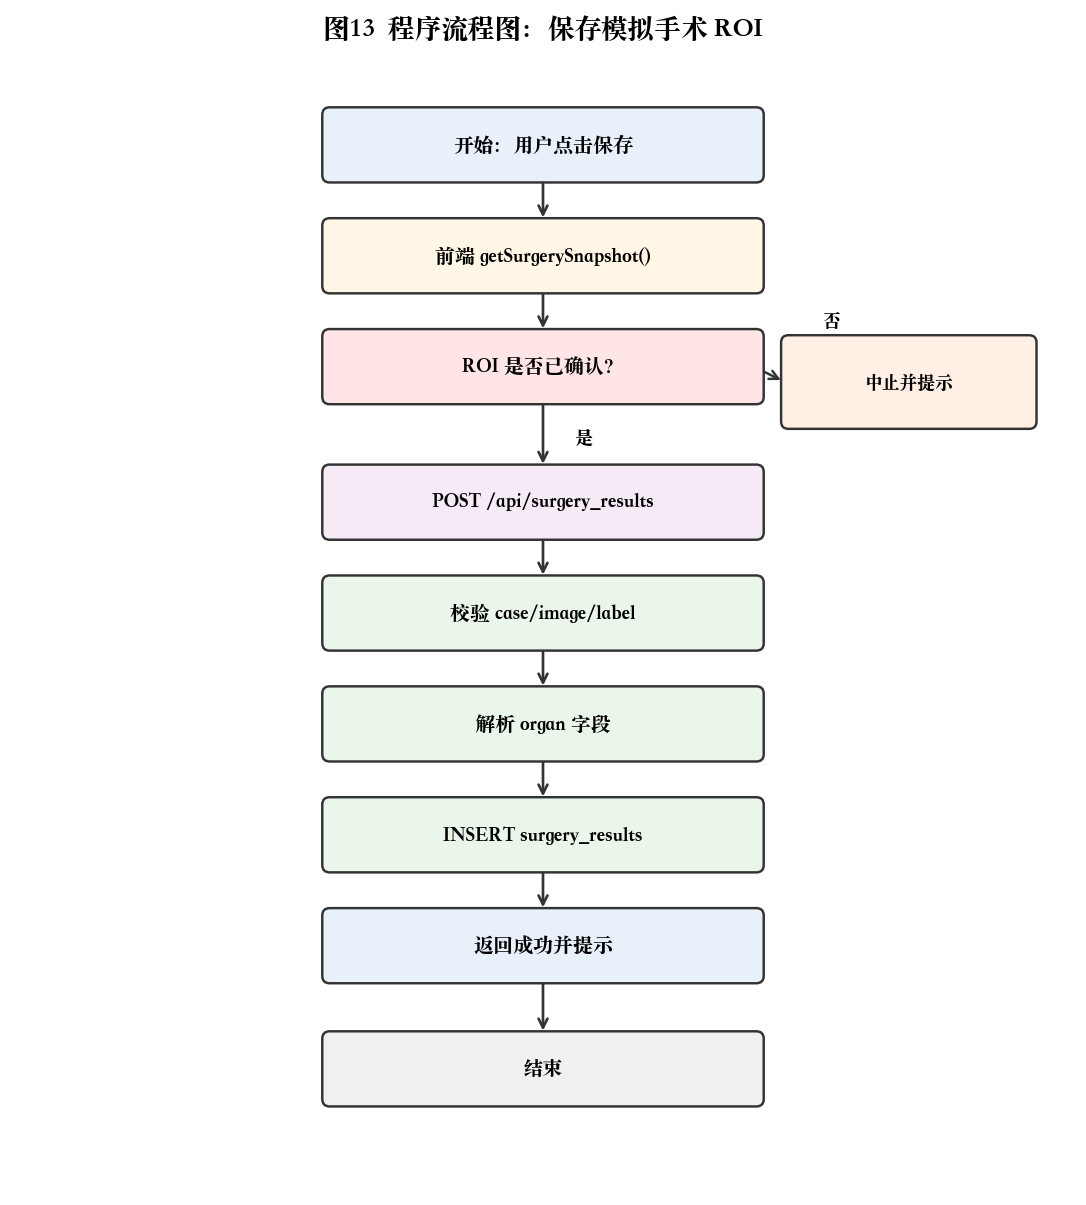 图13 程序流程图：保存模拟手术 ROI
开始：用户点击保存
前端 getSurgerySnapshot()
否
ROI 是否已确认？
中止并提示
是
POST /api/surgery_results
校验 case/image/label
解析 organ 字段
INSERT surgery_results
返回成功并提示
结束